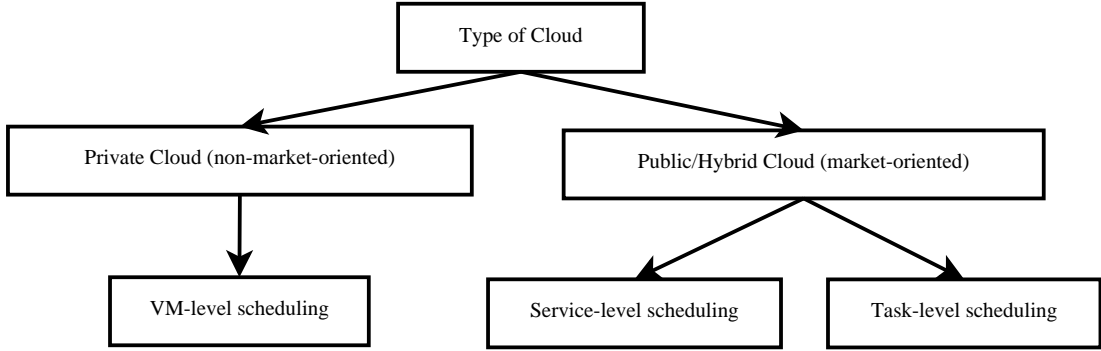 Type of Cloud
Private Cloud (non-market-oriented)
Public/Hybrid Cloud (market-oriented)
VM-level scheduling
Service-level scheduling
Task-level scheduling